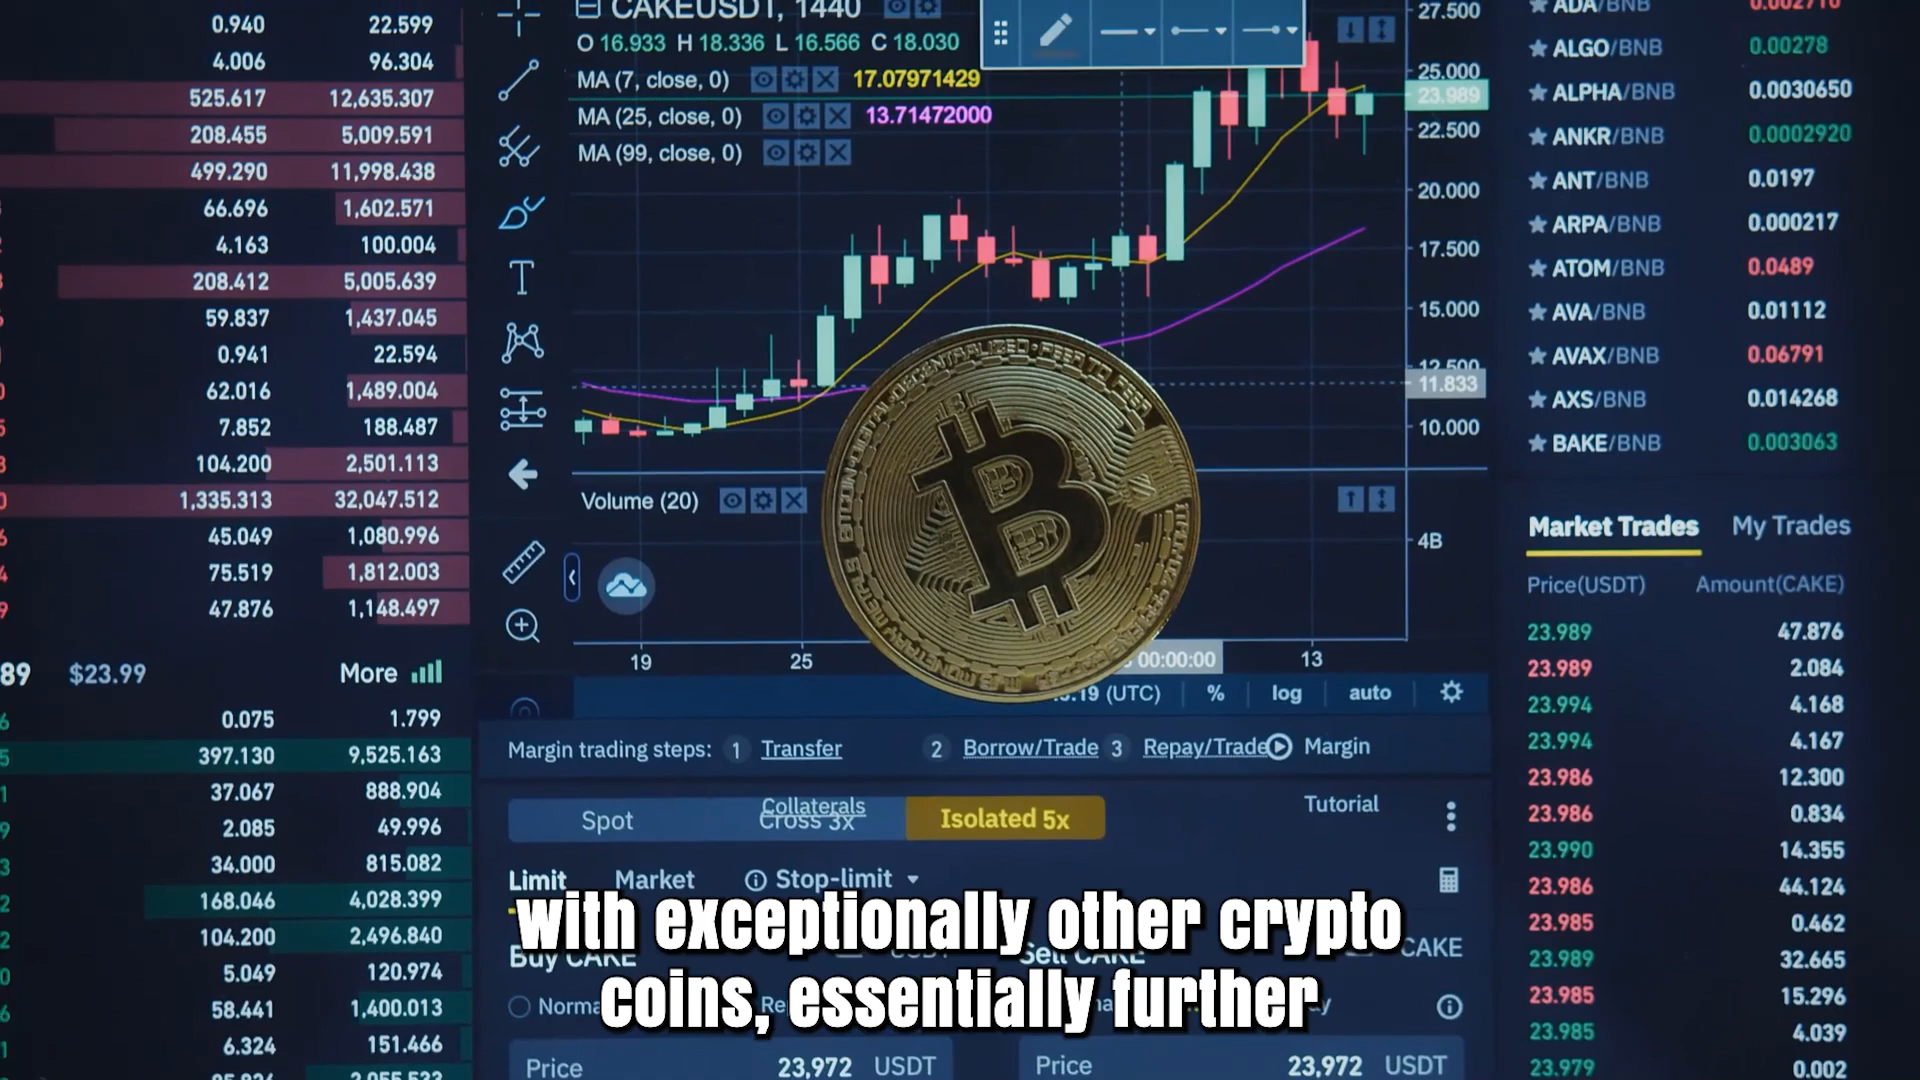 0.940 22.599
4.006 96.304
525.617 12,635.307
208.455 5,009.591
499.290 11,998.438
66.696 1,602.571
4.163 100.004
208.412 5,005.639
59.837 1,437.045
0.941 22.594
62.016 1,489.004
7.852 188.487
104.200 2,501.113
1,335.313 32,047.512
45.049 1,080.996
75.519 1,812.003
47.876 1,148.497
89 $23.99 More
0.075 1.799
397.130 9,525.163
37.067 888.904
2.085 49.996
34.000 815.082
168.046 4,028.399
104.200 2,496.840
5.049 120.974
58.441 1,400.013
6.324 151.466
CAKEUSDT, 1440
O 16.933 H 18.336 L 16.566 C 18.030
MA (7, close, 0) 17.07971429
MA (25, close, 0) 13.71472000
MA (99, close, 0)
27.500
25.000
23.989
22.500
20.000
17.500
15.000
12.500
11.833
10.000
Volume (20)
4B
19 25 00:00:00 13
:19 (UTC) % log auto
BITCOIN·DIGITAL·DECENTRALIZED·PEER TO PEER
Margin trading steps: 1 Transfer 2 Borrow/Trade 3 Repay/Trade Margin
Collaterals Tutorial
Spot Cross 3x Isolated 5x
Limit Market Stop-limit
with exceptionally other crypto
coins, essentially further
Buy CAKE Sell CAKE CAKE
Norma
Price 23,972 USDT Price 23,972 USDT
ADA/BNB 0.002710
ALGO/BNB 0.00278
ALPHA/BNB 0.0030650
ANKR/BNB 0.0002920
ANT/BNB 0.0197
ARPA/BNB 0.000217
ATOM/BNB 0.0489
AVA/BNB 0.01112
AVAX/BNB 0.06791
AXS/BNB 0.014268
BAKE/BNB 0.003063
Market Trades My Trades
Price(USDT) Amount(CAKE)
23.989 47.876
23.989 2.084
23.994 4.168
23.994 4.167
23.986 12.300
23.986 0.834
23.990 14.355
23.986 44.124
23.985 0.462
23.989 32.665
23.985 15.296
23.985 4.039
23.979 0.002